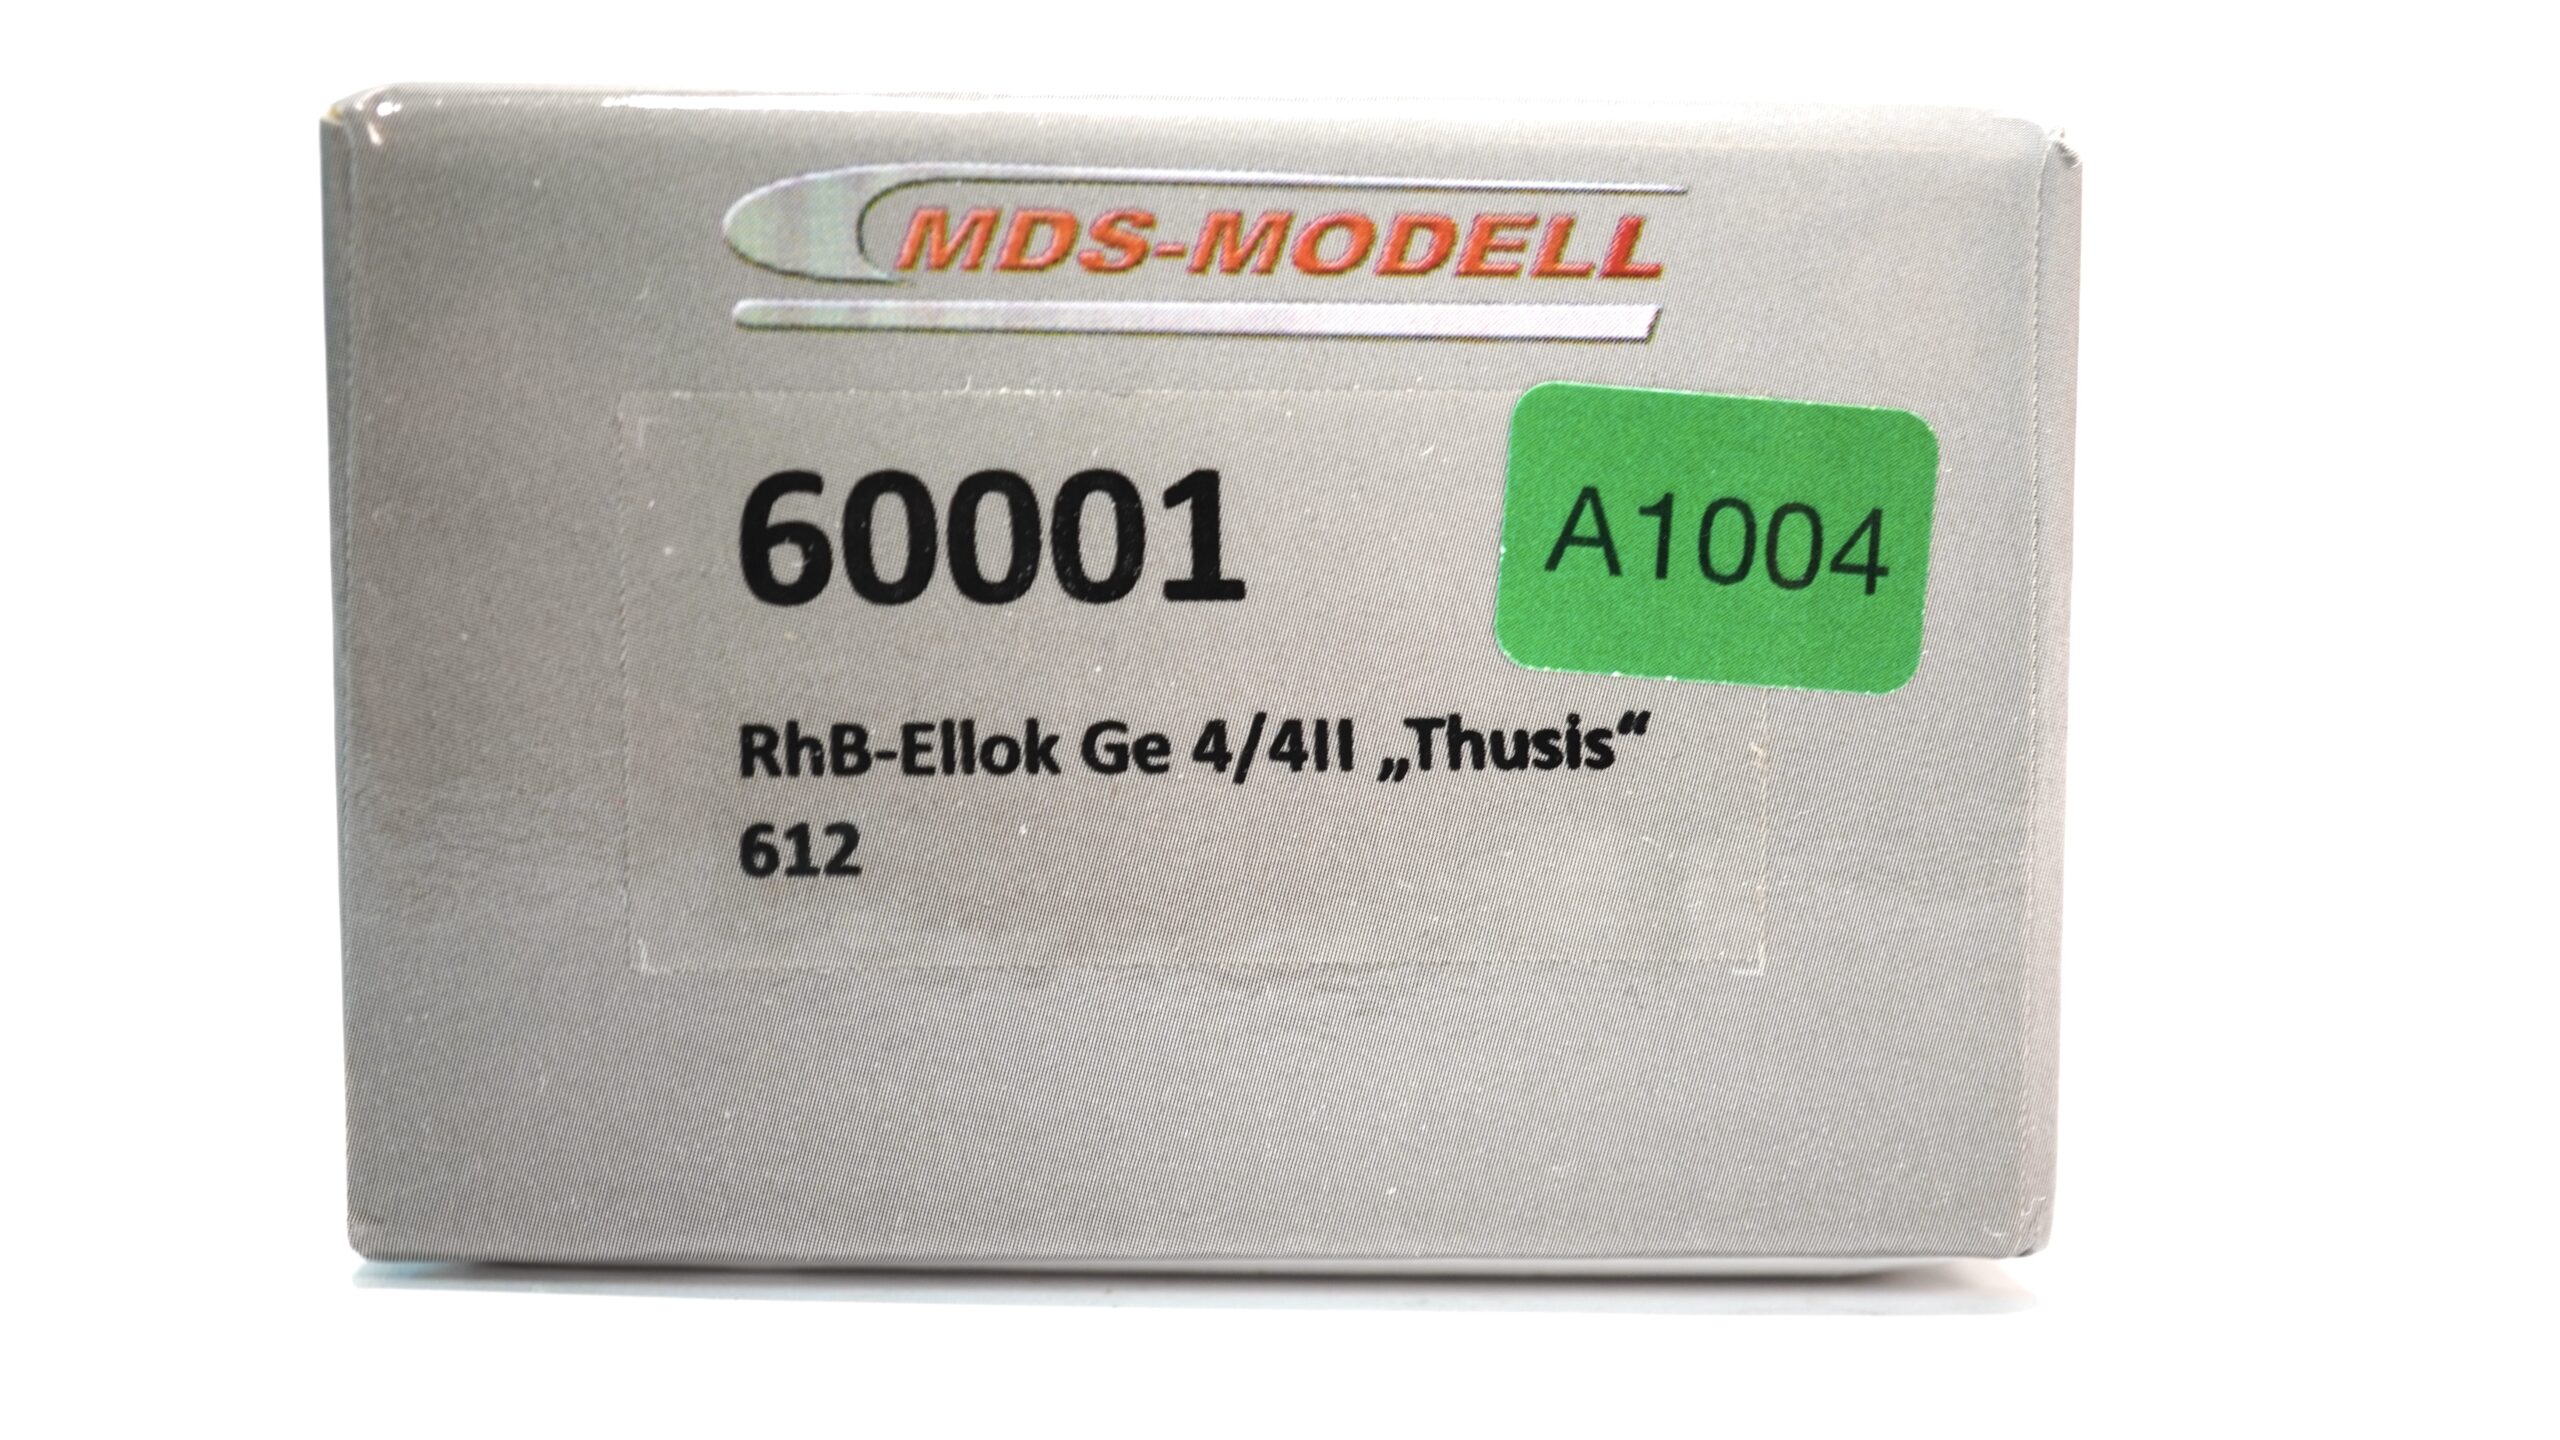 MDS-MODELL
60001
A1004
RhB-Ellok Ge 4/4II „Thusis“
612